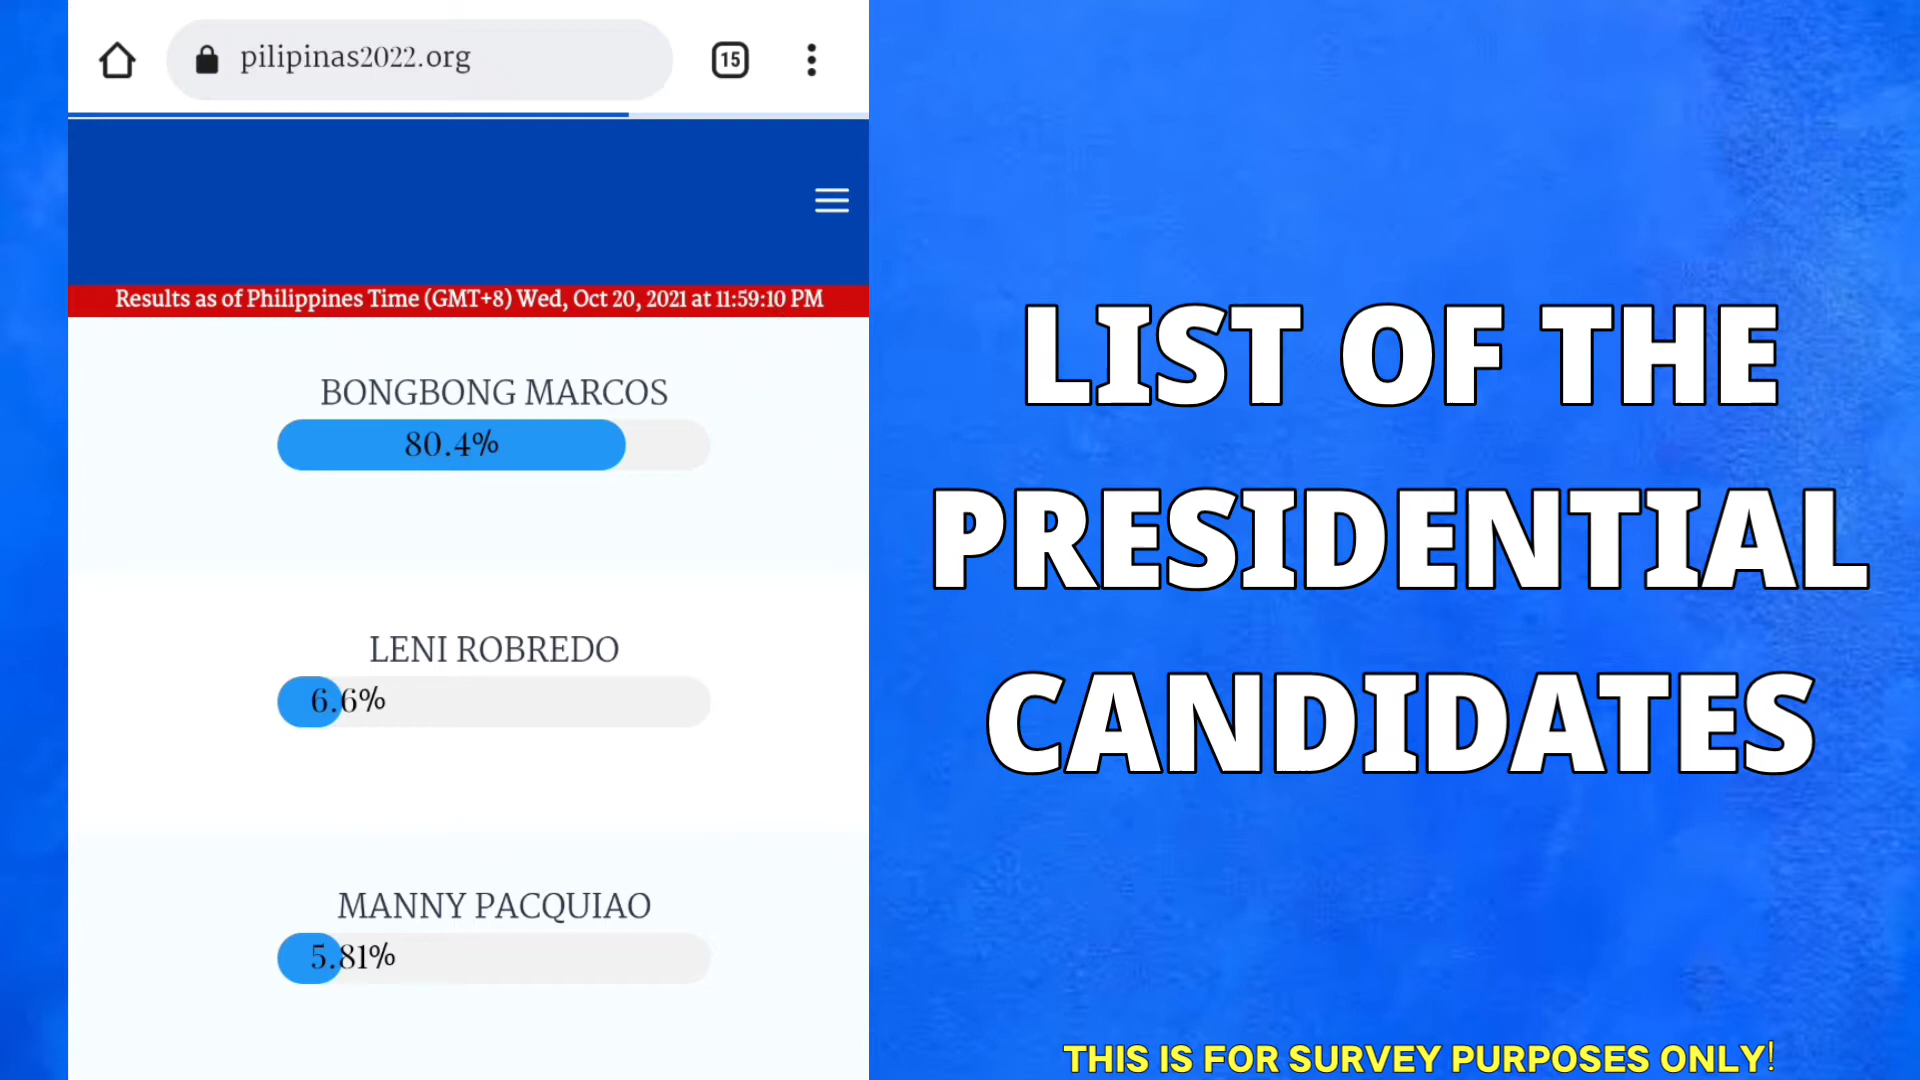 pilipinas2022.org
15
Results as of Philippines Time (GMT+8) Wed, Oct 20, 2021 at 11:59:10 PM
BONGBONG MARCOS
80.4%
LENI ROBREDO
6.6%
MANNY PACQUIAO
5.81%
LIST OF THE
PRESIDENTIAL
CANDIDATES
THIS IS FOR SURVEY PURPOSES ONLY!